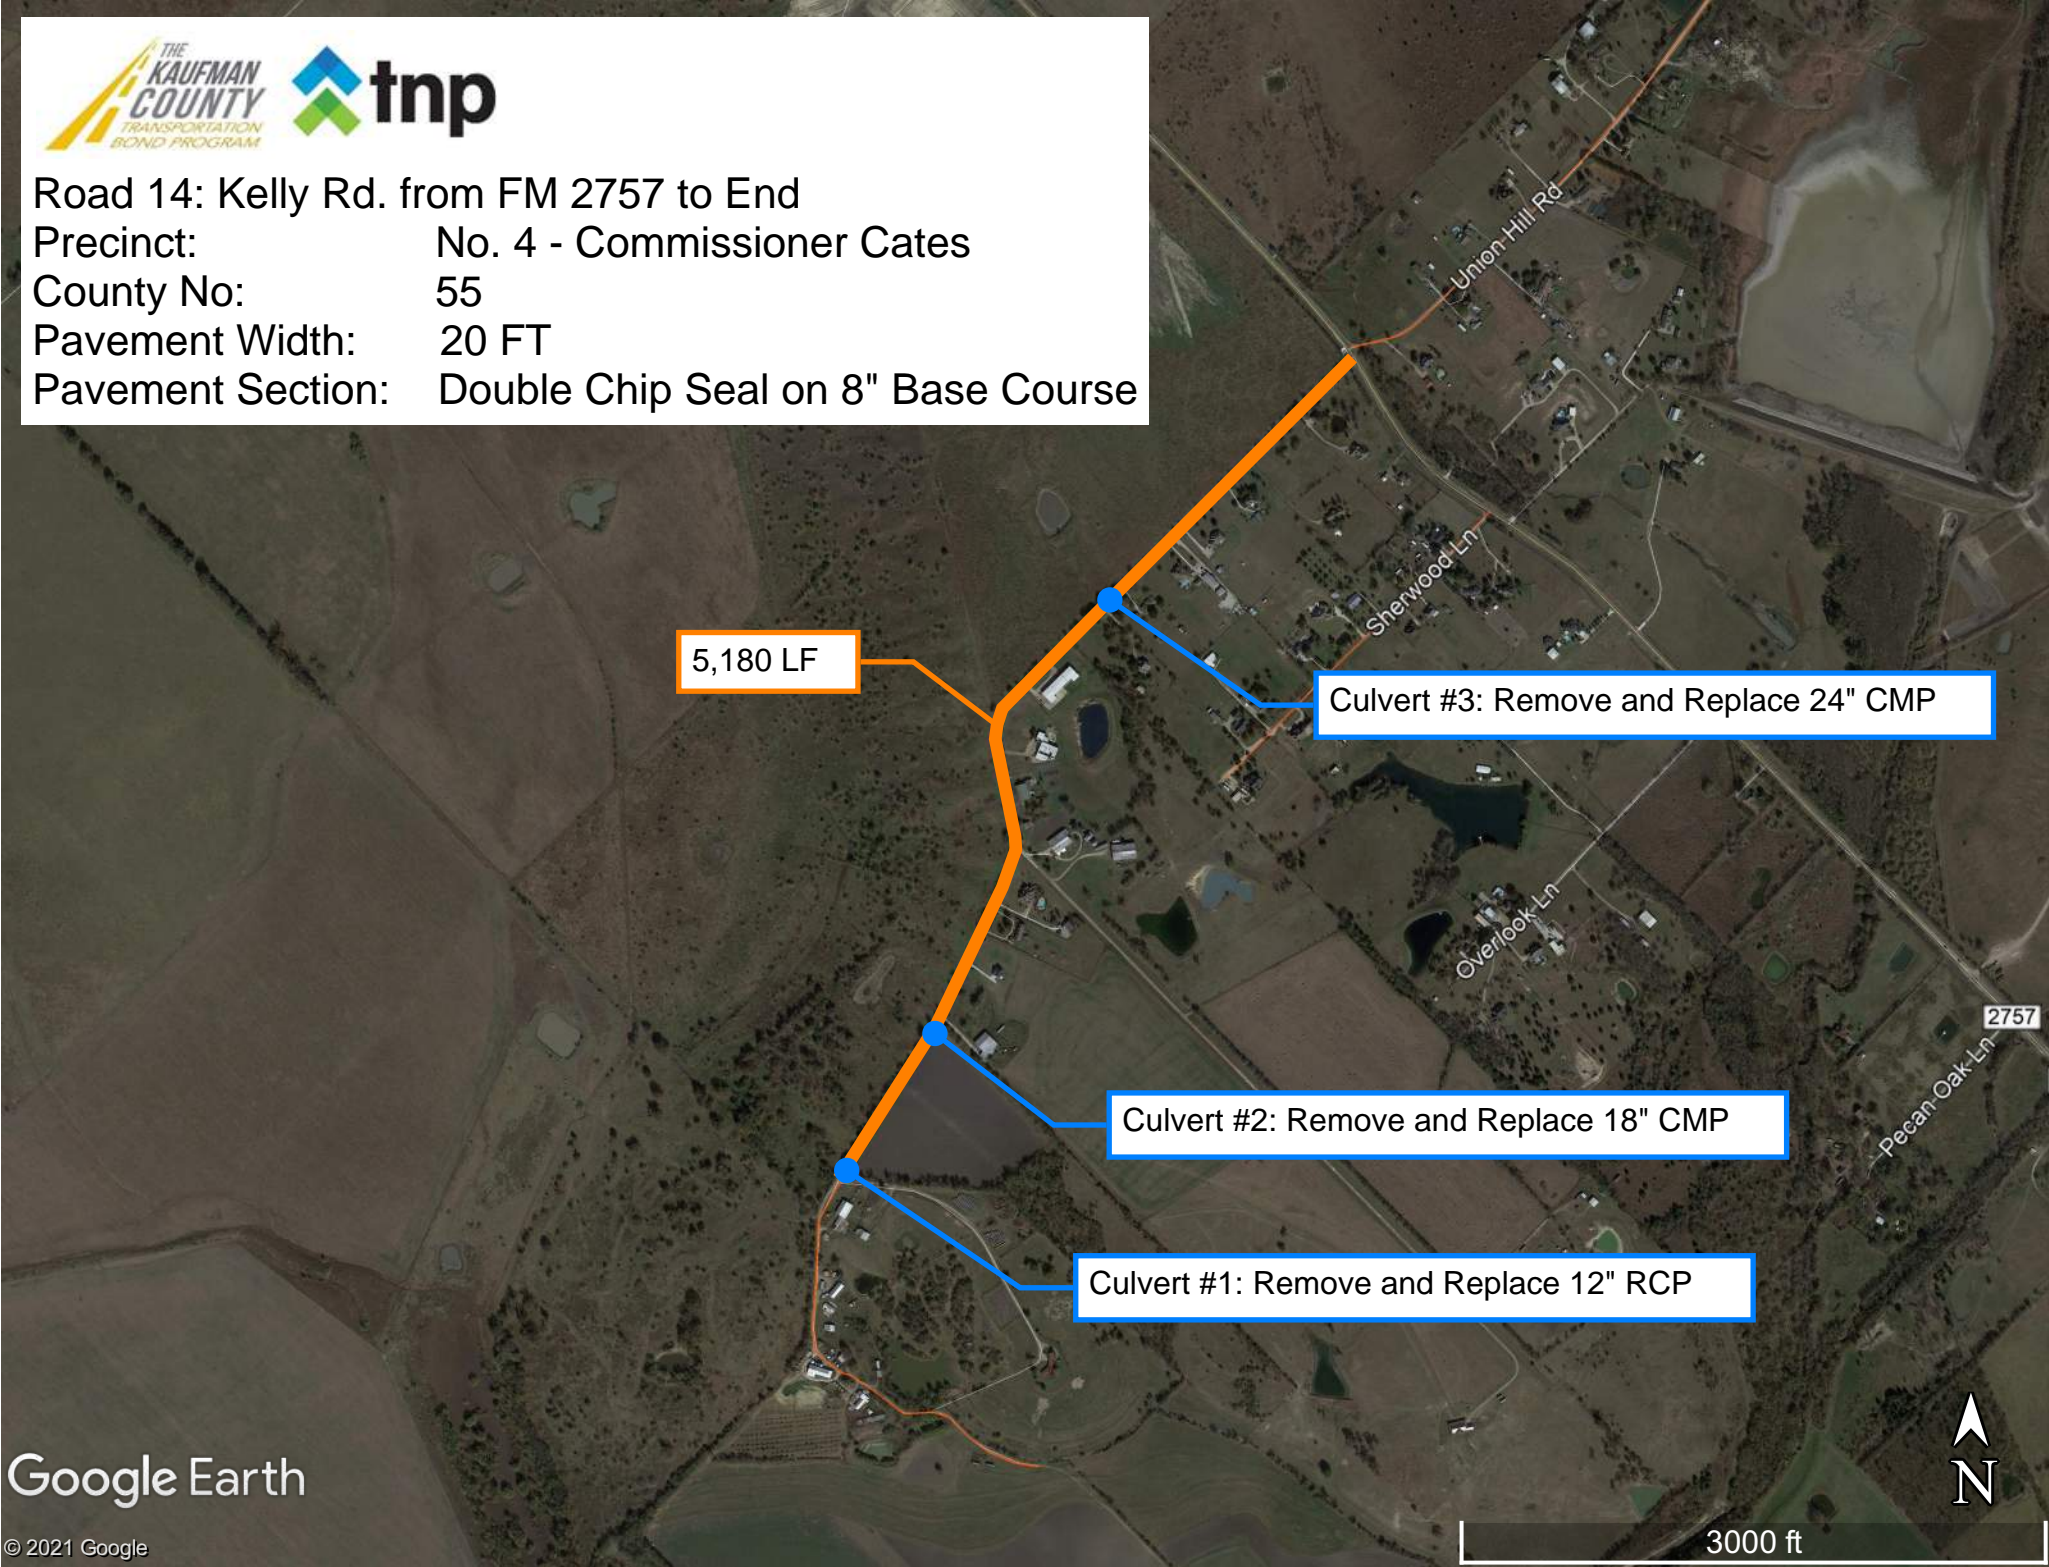 THE
KAUFMAN
COUNTY
TRANSPORTATION
BOND PROGRAM
tnp
Road 14: Kelly Rd. from FM 2757 to End
Precinct: No. 4 - Commissioner Cates
County No: 55
Pavement Width: 20 FT
Pavement Section: Double Chip Seal on 8" Base Course
Union Hill Rd
Sherwood Ln
5,180 LF
Culvert #3: Remove and Replace 24" CMP
Overlook Ln
2757
Pecan Oak Ln
Culvert #2: Remove and Replace 18" CMP
Culvert #1: Remove and Replace 12" RCP
Google Earth
N
© 2021 Google
3000 ft